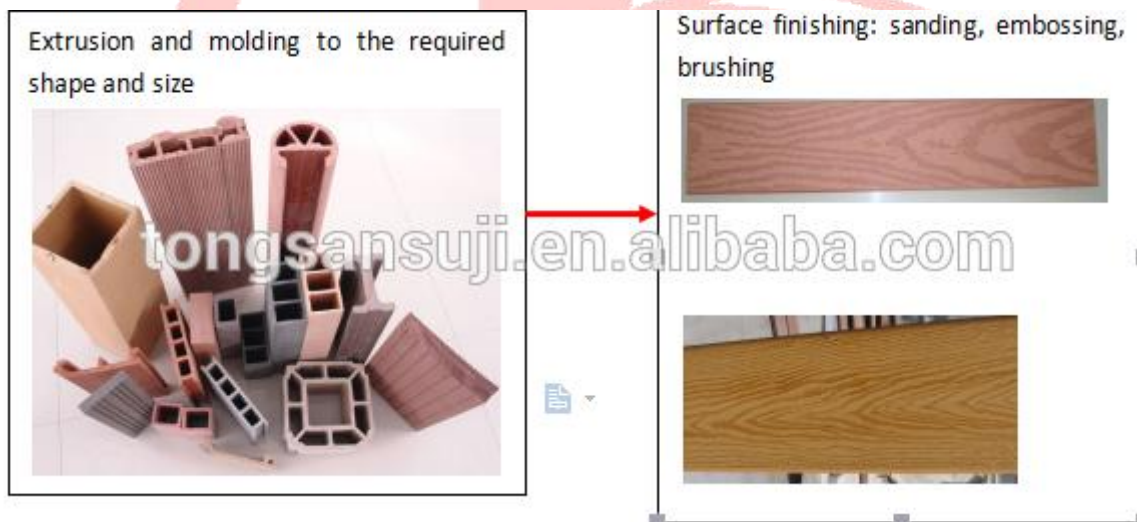 Extrusion and molding to the required
shape and size
Surface finishing: sanding, embossing,
brushing
tongsansuji.en.alibaba.com